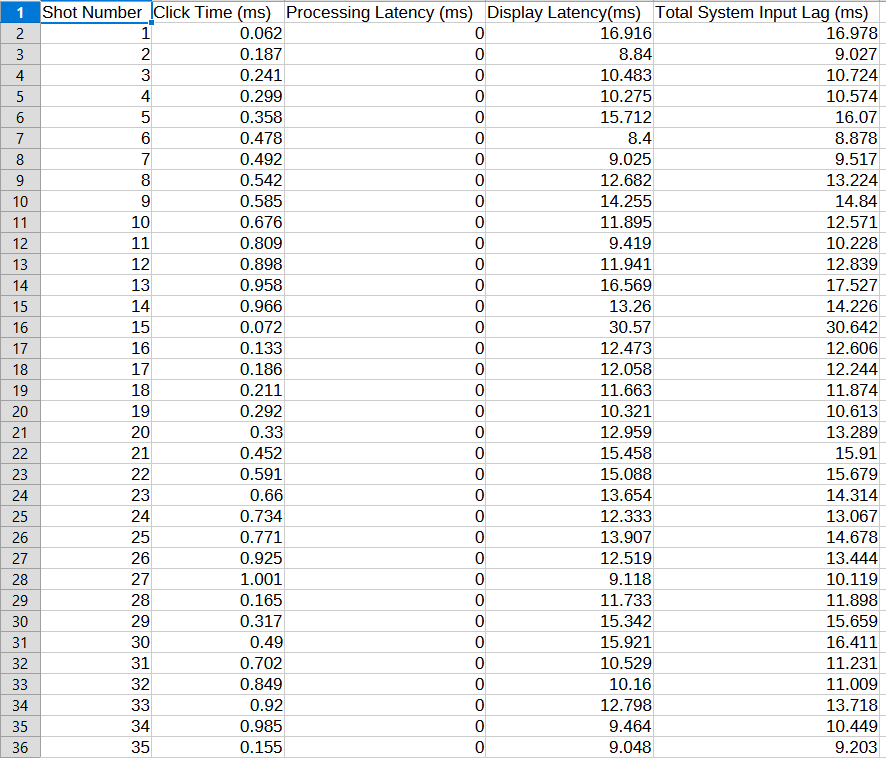 1 Shot Number Click Time (ms) Processing Latency (ms) Display Latency(ms) Total System Input Lag (ms)
2 1 0.062 0 16.916 16.978
3 2 0.187 0 8.84 9.027
4 3 0.241 0 10.483 10.724
5 4 0.299 0 10.275 10.574
6 5 0.358 0 15.712 16.07
7 6 0.478 0 8.4 8.878
8 7 0.492 0 9.025 9.517
9 8 0.542 0 12.682 13.224
10 9 0.585 0 14.255 14.84
11 10 0.676 0 11.895 12.571
12 11 0.809 0 9.419 10.228
13 12 0.898 0 11.941 12.839
14 13 0.958 0 16.569 17.527
15 14 0.966 0 13.26 14.226
16 15 0.072 0 30.57 30.642
17 16 0.133 0 12.473 12.606
18 17 0.186 0 12.058 12.244
19 18 0.211 0 11.663 11.874
20 19 0.292 0 10.321 10.613
21 20 0.33 0 12.959 13.289
22 21 0.452 0 15.458 15.91
23 22 0.591 0 15.088 15.679
24 23 0.66 0 13.654 14.314
25 24 0.734 0 12.333 13.067
26 25 0.771 0 13.907 14.678
27 26 0.925 0 12.519 13.444
28 27 1.001 0 9.118 10.119
29 28 0.165 0 11.733 11.898
30 29 0.317 0 15.342 15.659
31 30 0.49 0 15.921 16.411
32 31 0.702 0 10.529 11.231
33 32 0.849 0 10.16 11.009
34 33 0.92 0 12.798 13.718
35 34 0.985 0 9.464 10.449
36 35 0.155 0 9.048 9.203